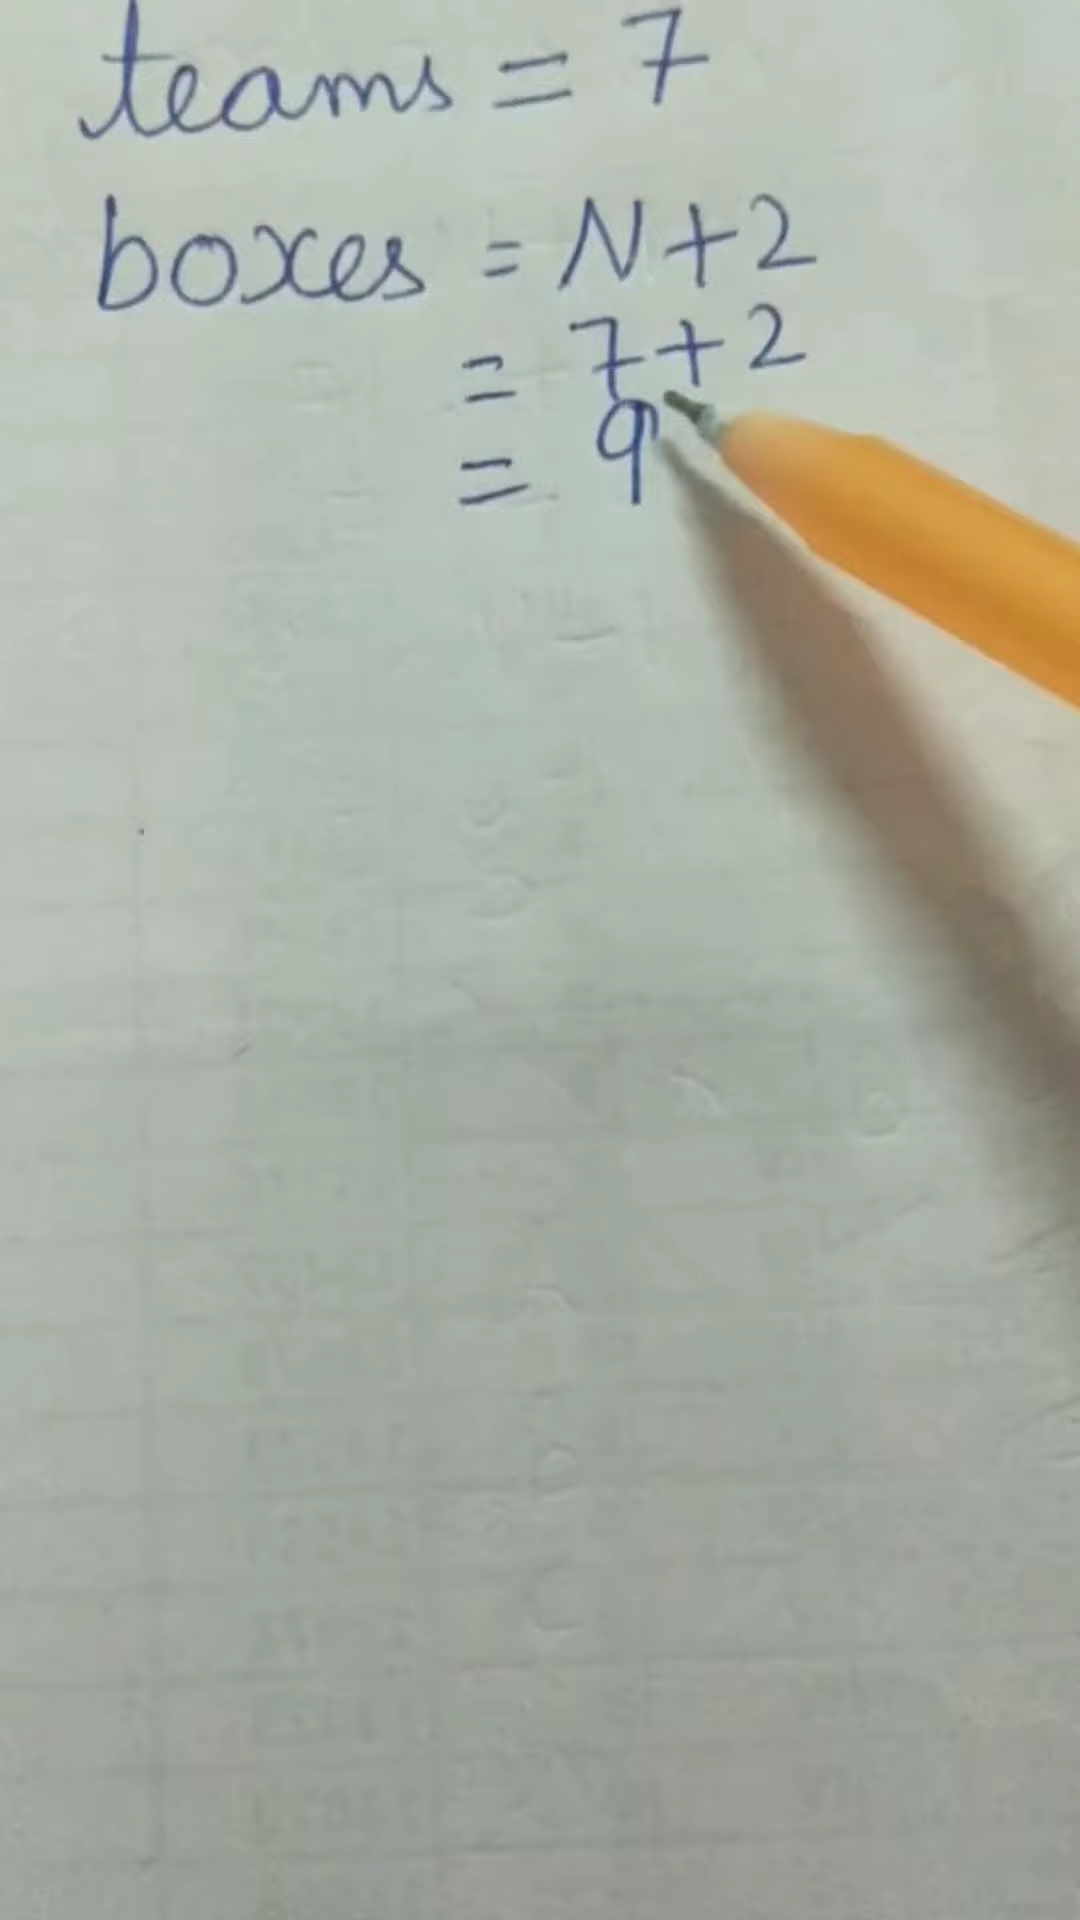 teams = 7
boxes = N+2
= 7+2
= 9